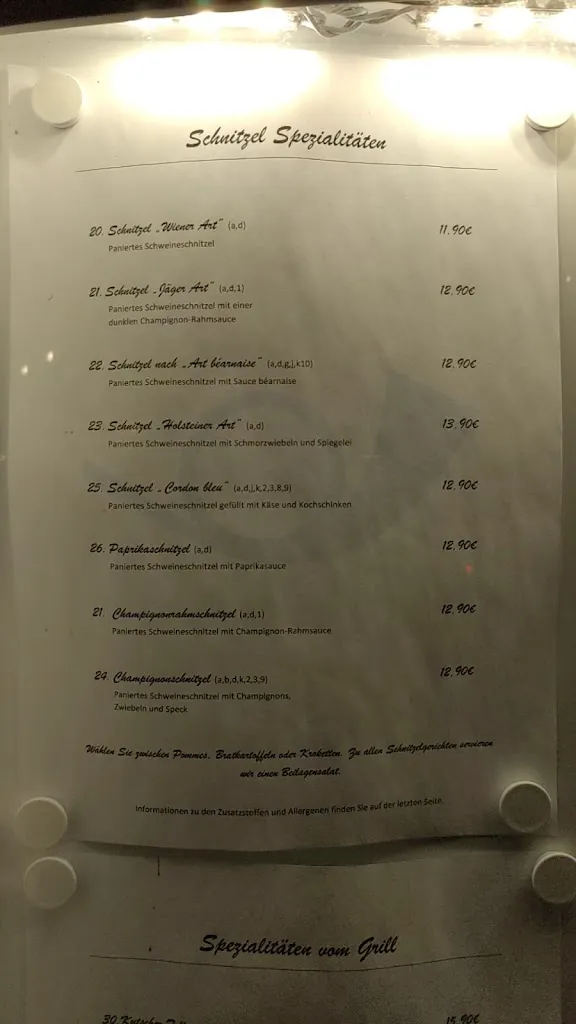 Schnitzel Spezialitäten
20. Schnitzel „Wiener Art" (a,d) 11,90€
Paniertes Schweineschnitzel
21. Schnitzel „Jäger Art" (a,d,1) 12,90€
Paniertes Schweineschnitzel mit einer
dunklen Champignon-Rahmsauce
22. Schnitzel nach „Art béarnaise" (a,d,g,j,k10) 12,90€
Paniertes Schweineschnitzel mit Sauce béarnaise
23. Schnitzel „Holsteiner Art" (a,d) 13,90€
Paniertes Schweineschnitzel mit Schmorzwiebeln und Spiegelei
25. Schnitzel „Cordon bleu" (a,d,j,k,2,3,8,9) 12,90€
Paniertes Schweineschnitzel gefüllt mit Käse und Kochschinken
26. Paprikaschnitzel (a,d) 12,90€
Paniertes Schweineschnitzel mit Paprikasauce
21. Champignonrahmschnitzel (a,d,1) 12,90€
Paniertes Schweineschnitzel mit Champignon-Rahmsauce
24. Champignonschnitzel (a,b,d,k,2,3,9) 12,90€
Paniertes Schweineschnitzel mit Champignons,
Zwiebeln und Speck
Wählen Sie zwischen Pommes, Bratkartoffeln oder Kroketten. Zu allen Schnitzelgerichten servieren
wir einen Beilagensalat.
Informationen zu den Zusatzstoffen und Allergenen finden Sie auf der letzten Seite.
Spezialitäten vom Grill
30 15,90€